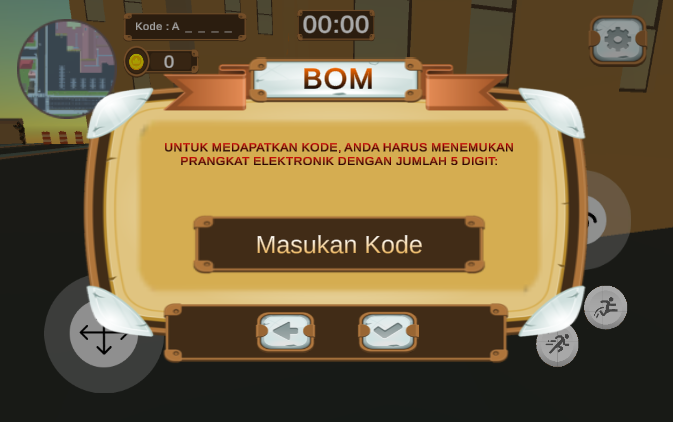 Kode : A _ _ _ _
00:00
0
BOM
UNTUK MEDAPATKAN KODE, ANDA HARUS MENEMUKAN
PRANGKAT ELEKTRONIK DENGAN JUMLAH 5 DIGIT:
Masukan Kode